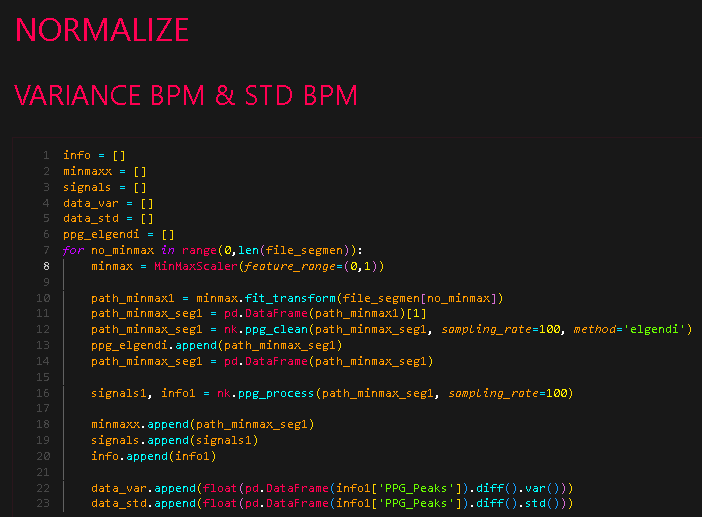 NORMALIZE
VARIANCE BPM & STD BPM
1 info = []
2 minmaxx = []
3 signals = []
4 data_var = []
5 data_std = []
6 ppg_elgendi = []
7 for no_minmax in range(0,len(file_segmen)):
8     minmax = MinMaxScaler(feature_range=(0,1))
9
10     path_minmax1 = minmax.fit_transform(file_segmen[no_minmax])
11     path_minmax_seg1 = pd.DataFrame(path_minmax1)[1]
12     path_minmax_seg1 = nk.ppg_clean(path_minmax_seg1, sampling_rate=100, method='elgendi')
13     ppg_elgendi.append(path_minmax_seg1)
14     path_minmax_seg1 = pd.DataFrame(path_minmax_seg1)
15
16     signals1, info1 = nk.ppg_process(path_minmax_seg1, sampling_rate=100)
17
18     minmaxx.append(path_minmax_seg1)
19     signals.append(signals1)
20     info.append(info1)
21
22     data_var.append(float(pd.DataFrame(info1['PPG_Peaks']).diff().var()))
23     data_std.append(float(pd.DataFrame(info1['PPG_Peaks']).diff().std()))